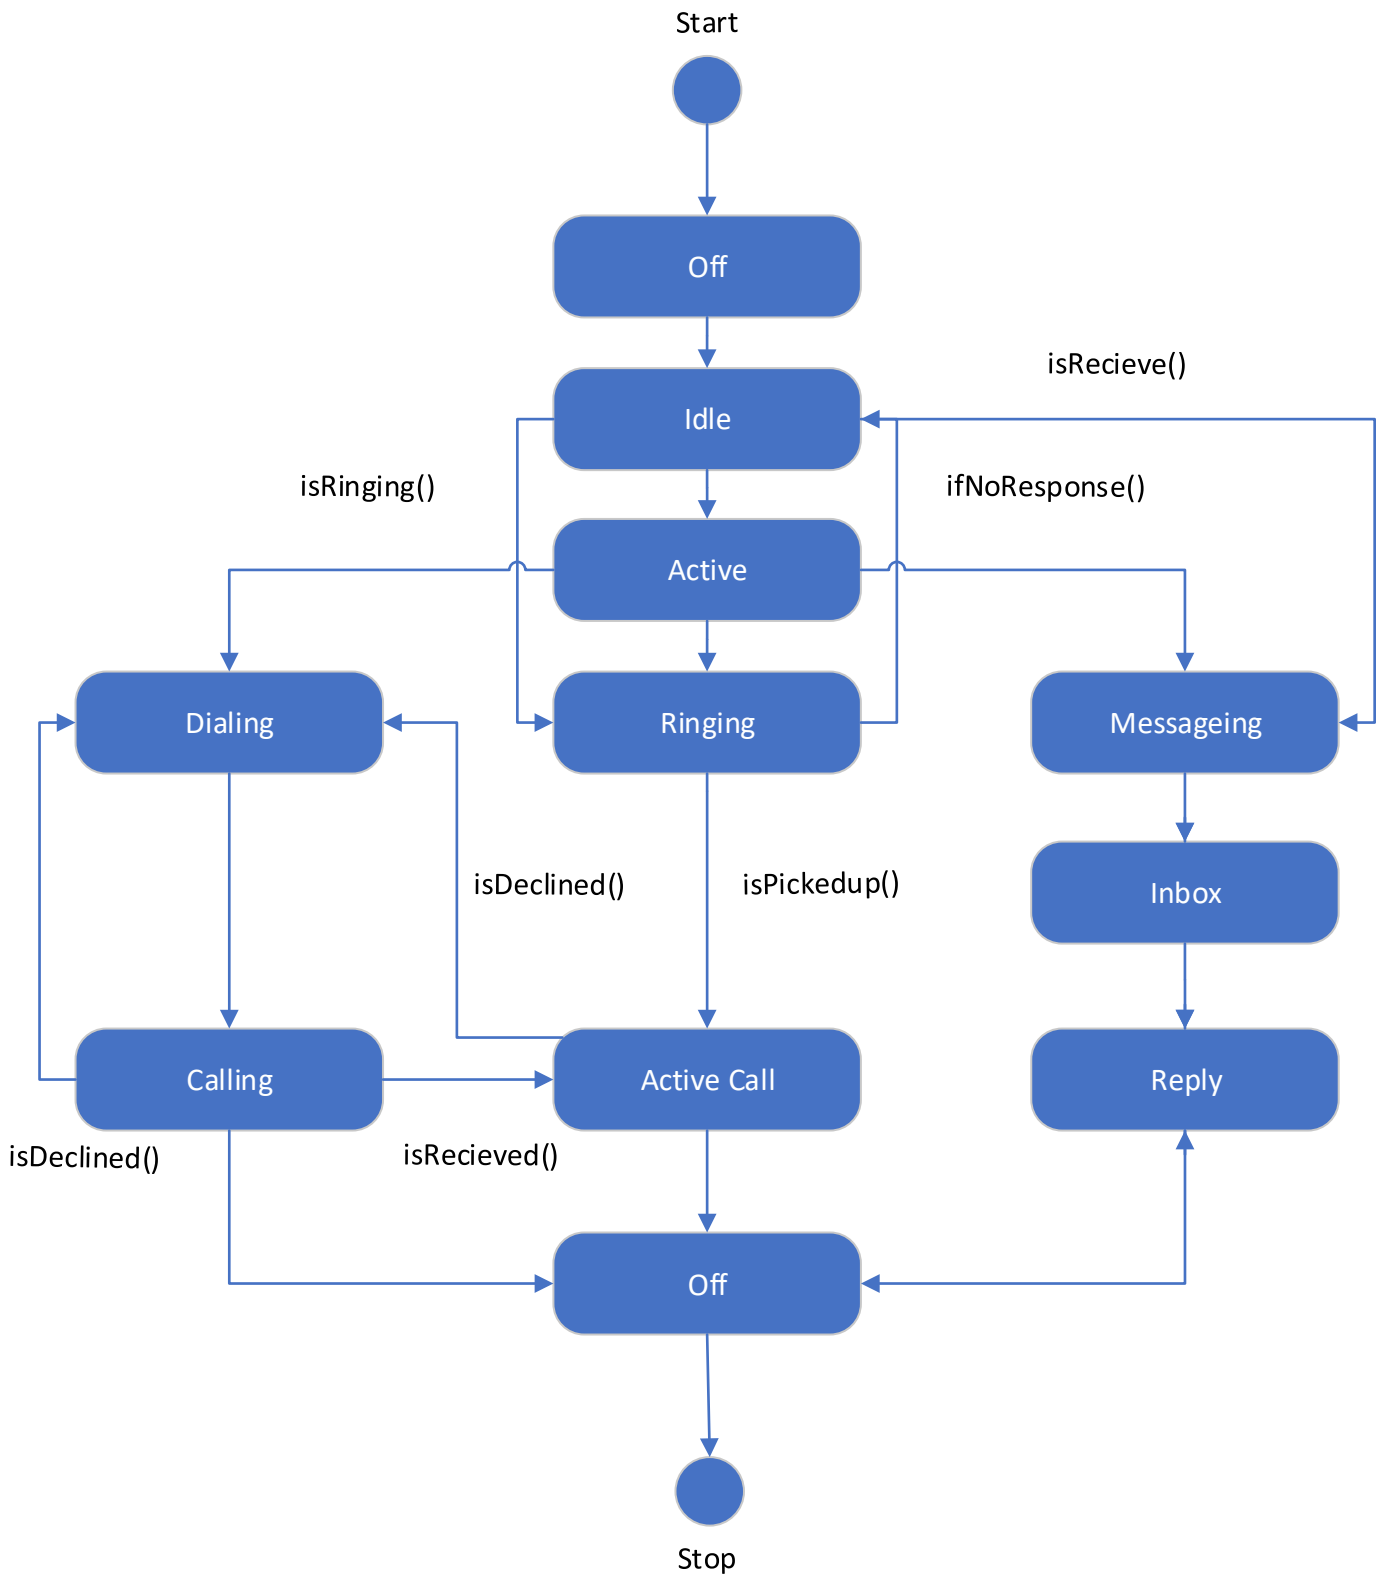 Start
Off
isRecieve()
Idle
isRinging()
ifNoResponse()
Active
Dialing
Ringing
Messageing
isDeclined()
isPickedup()
Inbox
Calling
Active Call
Reply
isDeclined()
isRecieved()
Off
Stop